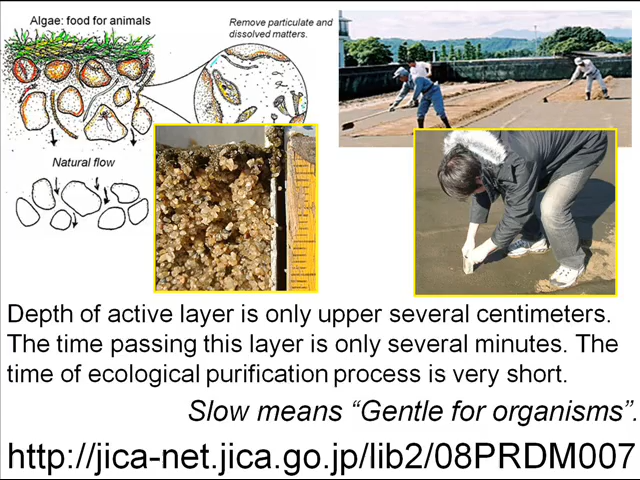 Algae: food for animals
Remove particulate and
dissolved matters.
Natural flow
Depth of active layer is only upper several centimeters.
The time passing this layer is only several minutes. The
time of ecological purification process is very short.
Slow means “Gentle for organisms”.
http://jica-net.jica.go.jp/lib2/08PRDM007